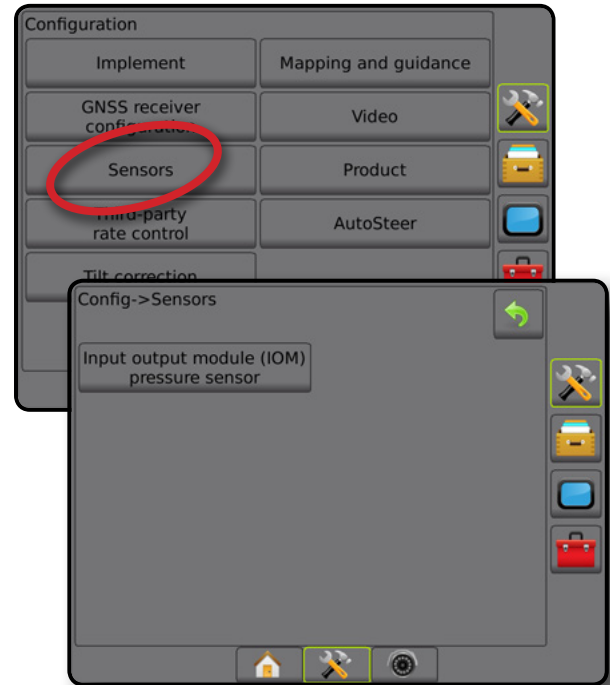 Configuration
Implement
Mapping and guidance
GNSS receiver
configuration
Video
Sensors
Product
Third-party
rate control
AutoSteer
Tilt correction
Config->Sensors
Input output module (IOM)
pressure sensor